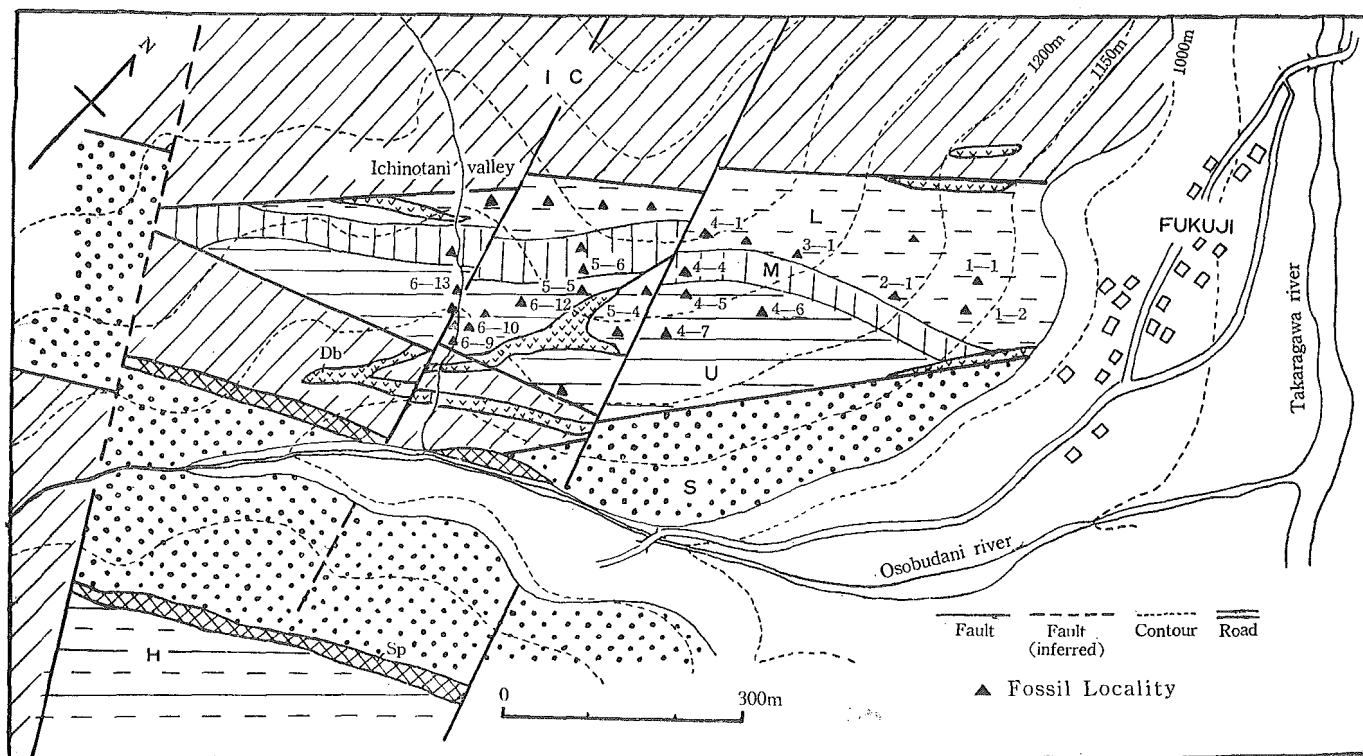 N
I C
1200m
1150m
1000m
Ichinotani valley
L
4—1
3—1
FUKUJI
5—6
4—4
M
1—1
6—13
5—5
2—1
6—12
4—5
4—6
1—2
6—10
5—4
4—7
6—9
Db
U
Takaragawa river
S
Osobudani river
Fault
Fault
(inferred)
Contour
Road
H
Sp
Fossil Locality
0
300m